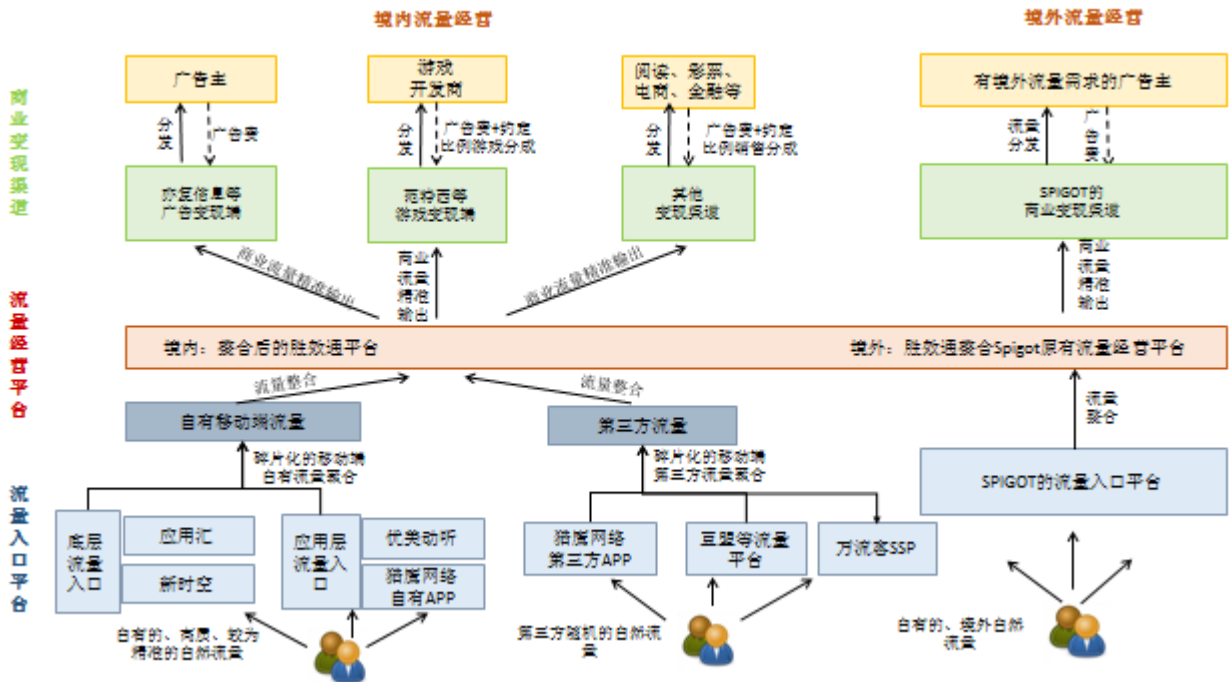 境内流量经营
境外流量经营
商业变现渠道
广告主
游戏
开发商
阅读、彩票、
电商、金融等
有境外流量需求的广告主
分发
广告费
分发
广告费+约定
比例游戏分成
分发
广告费+约定
比例销售分成
流量
分发
广告费
亦复信息等
广告变现端
范特西等
游戏变现端
其他
变现渠道
SPIGOT的
商业变现渠道
商业流量精准输出
商业
流量
精准
输出
商业流量精准输出
商业
流量
精准
输出
流量经营平台
境内：整合后的胜效通平台
境外：胜效通整合Spigot原有流量经营平台
流量整合
流量整合
流量
整合
自有移动端流量
第三方流量
碎片化的移动端
自有流量聚合
碎片化的移动端
第三方流量聚合
SPIGOT的流量入口平台
流量入口平台
底层
流量
入口
应用汇
新时空
应用层
流量入
口
优美动听
猎鹰网络
自有APP
猎鹰网络
第三方APP
豆盟等流量
平台
万流客SSP
自有的、高质、较为
精准的自然流量
第三方随机的自然流
量
自有的、境外自然
流量